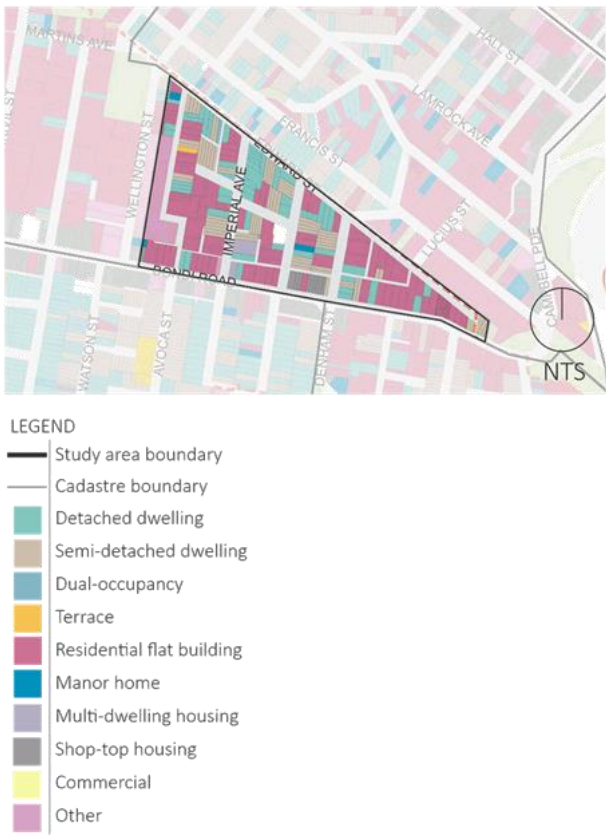 MARTINS AVE
HALL ST
LAMROCK AVE
FRANCIS ST
WELLINGTON ST
EDWARD ST
IMPERIAL AVE
LUCIUS ST
CAMPBELL PDE
BONDI ROAD
WATSON ST
AVOCA ST
DENHAM ST
NTS
LEGEND
Study area boundary
Cadastre boundary
Detached dwelling
Semi-detached dwelling
Dual-occupancy
Terrace
Residential flat building
Manor home
Multi-dwelling housing
Shop-top housing
Commercial
Other